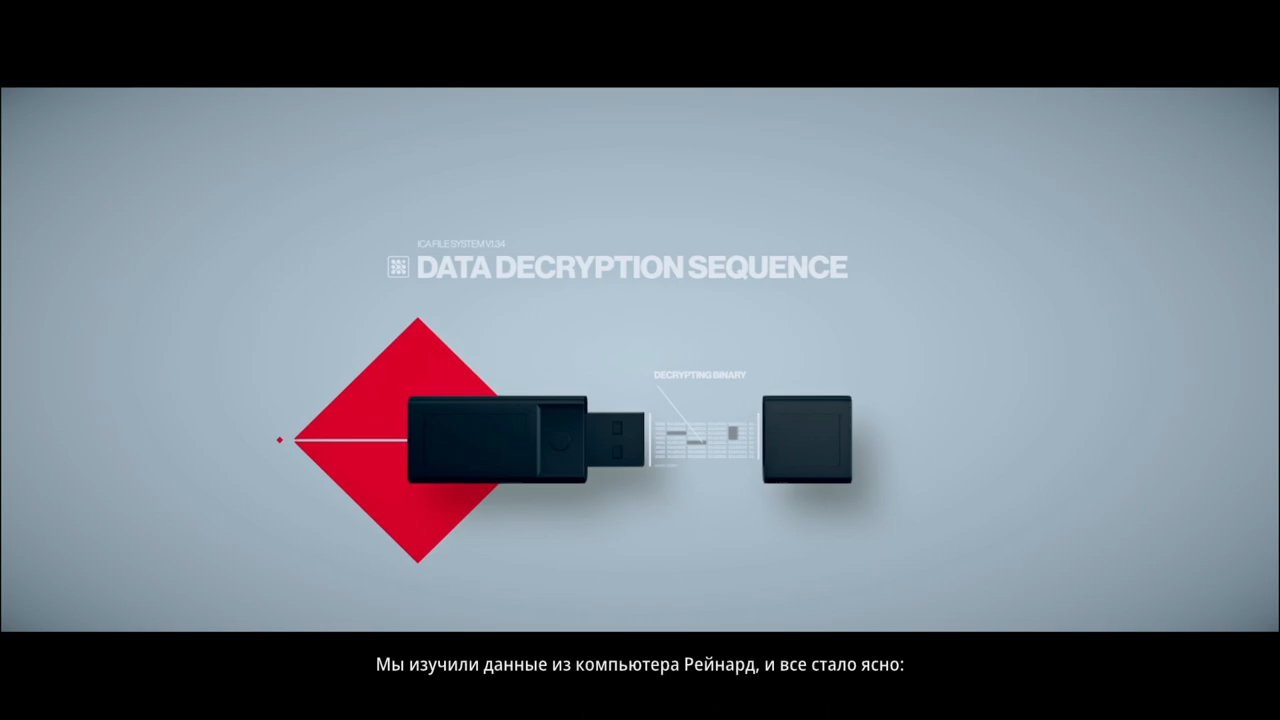 ICA FILE SYSTEM V1.34
DATA DECRYPTION SEQUENCE
DECRYPTING BINARY
Мы изучили данные из компьютера Рейнард, и все стало ясно: